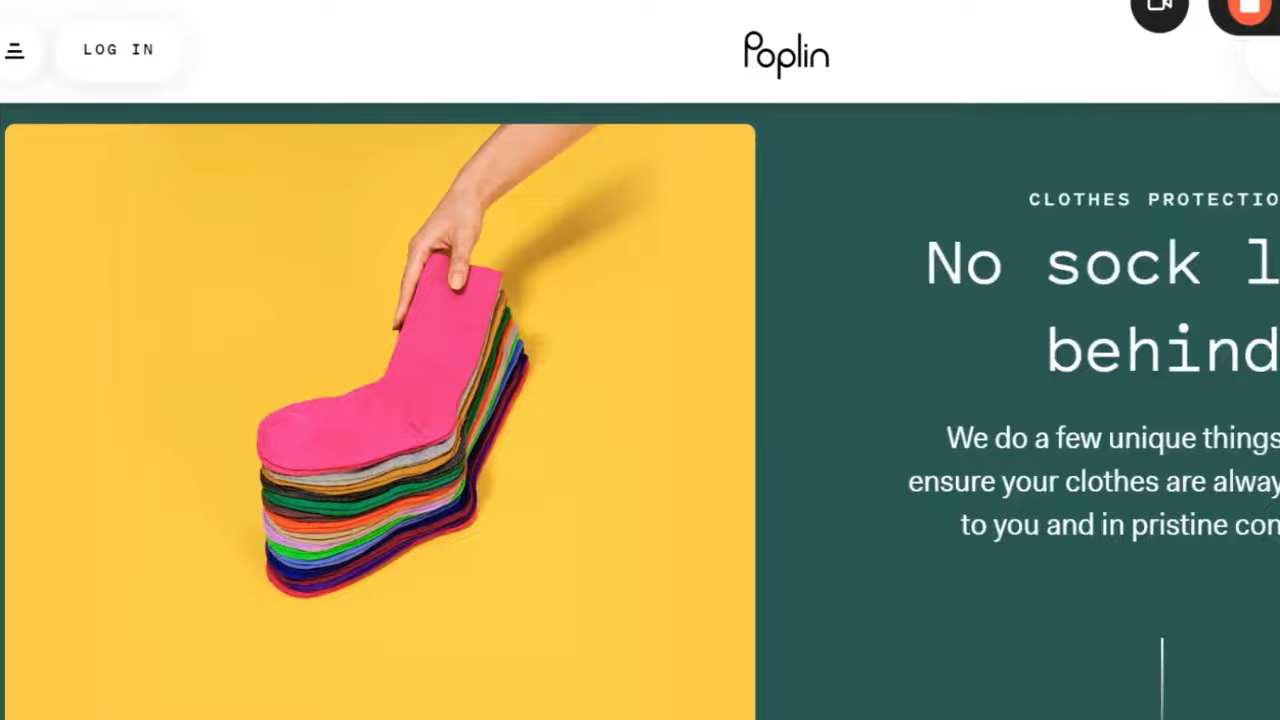 LOG IN
Poplin
CLOTHES PROTECTIO
No sock l
behind
We do a few unique things
ensure your clothes are alway
to you and in pristine con